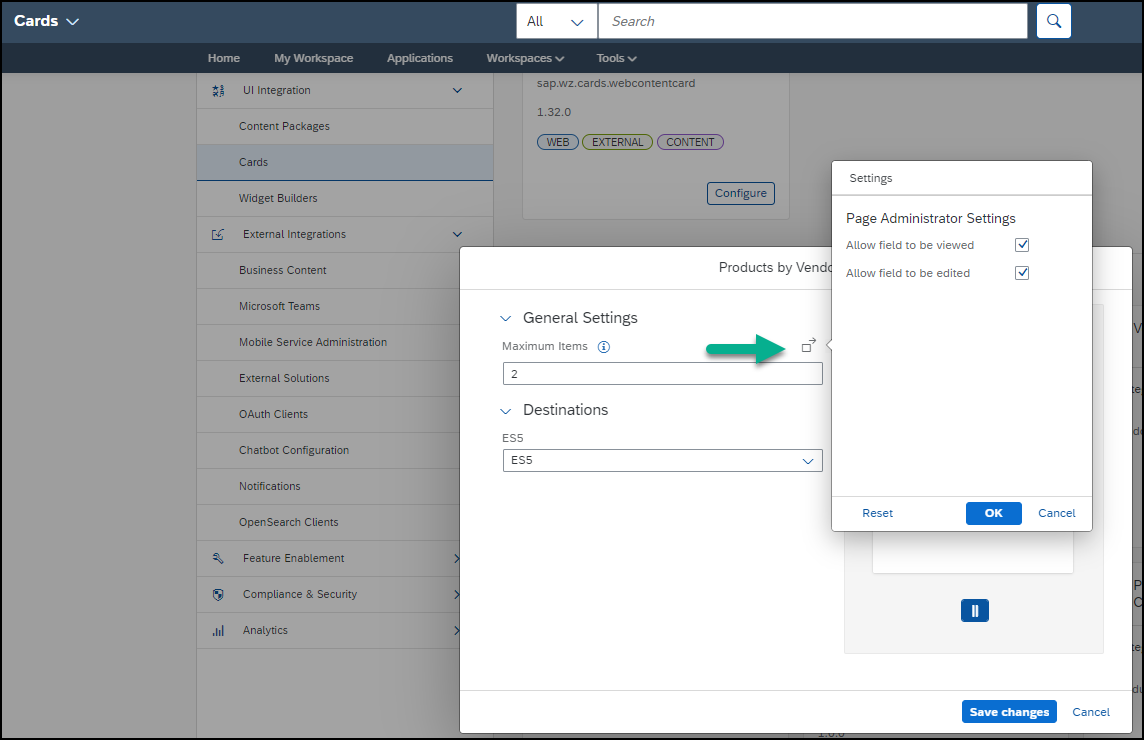 Cards
All
Search
Home
My Workspace
Applications
Workspaces
Tools
UI Integration
Content Packages
Cards
Widget Builders
External Integrations
Business Content
Microsoft Teams
Mobile Service Administration
External Solutions
OAuth Clients
Chatbot Configuration
Notifications
OpenSearch Clients
Feature Enablement
Compliance & Security
Analytics
sap.wz.cards.webcontentcard
1.32.0
WEB
EXTERNAL
CONTENT
Configure
Products by Vend
General Settings
Maximum Items
2
Destinations
ES5
ES5
Settings
Page Administrator Settings
Allow field to be viewed
Allow field to be edited
Reset
OK
Cancel
Save changes
Cancel